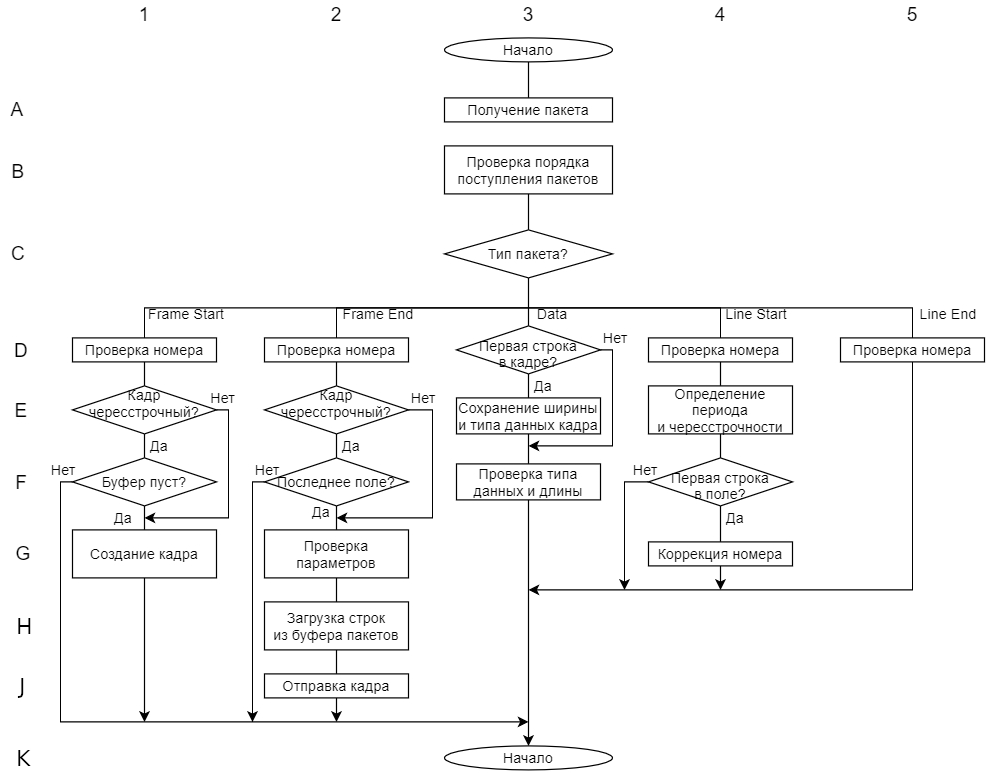 1 2 3 4 5
Начало
A
Получение пакета
B
Проверка порядка
поступления пакетов
C
Тип пакета?
Frame Start
Frame End
Data
Line Start
Line End
D
Проверка номера
Проверка номера
Первая строка
в кадре?
Нет
Да
Проверка номера
Проверка номера
E
Кадр
чересстрочный?
Нет
Да
Кадр
чересстрочный?
Нет
Да
Сохранение ширины
и типа данных кадра
Определение
периода
и чересстрочности
F
Нет
Буфер пуст?
Да
Нет
Последнее поле?
Да
Проверка типа
данных и длины
Нет
Первая строка
в поле?
Да
G
Создание кадра
Проверка
параметров
Коррекция номера
H
Загрузка строк
из буфера пакетов
J
Отправка кадра
K
Начало